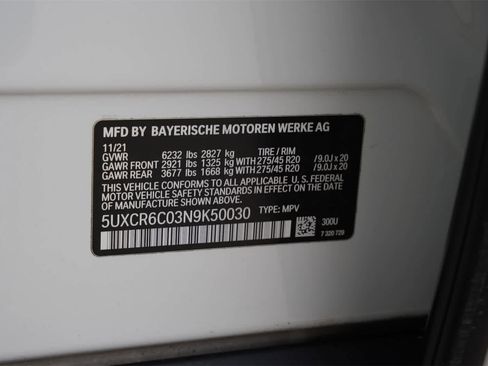 MFD BY BAYERISCHE MOTOREN WERKE AG
11/21
GVWR 6232 lbs 2827 kg TIRE / RIM
GAWR FRONT 2921 lbs 1325 kg WITH 275/45 R20 /9.0J x 20
GAWR REAR 3677 lbs 1668 kg WITH 275/45 R20 /9.0J x 20
THIS VEHICLE CONFORMS TO ALL APPLICABLE U.S. FEDERAL
MOTOR VEHICLE SAFETY STANDARDS IN EFFECT ON THE
DATE OF MANUFACTURE SHOWN ABOVE.
5UXCR6C03N9K50030 TYPE: MPV
300U
7 320 720